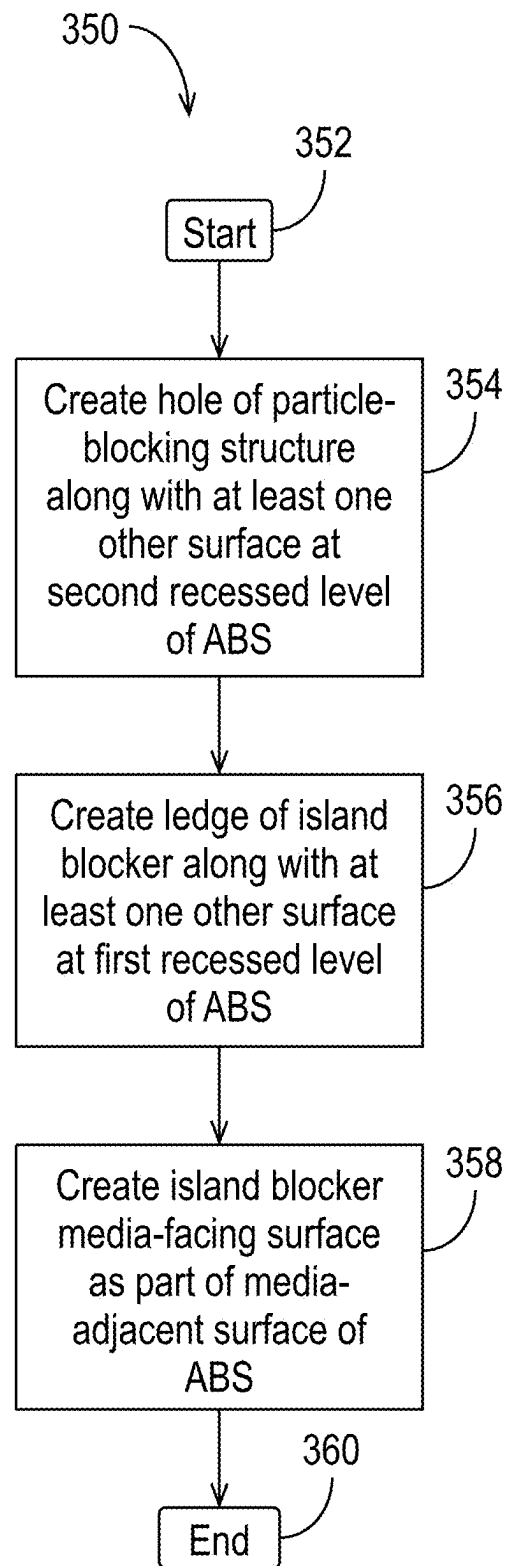 350
352
Start
354
Create hole of particle-
blocking structure
along with at least one
other surface at
second recessed level
of ABS
356
Create ledge of island
blocker along with at
least one other surface
at first recessed level
of ABS
358
Create island blocker
media-facing surface
as part of media-
adjacent surface of
ABS
360
End